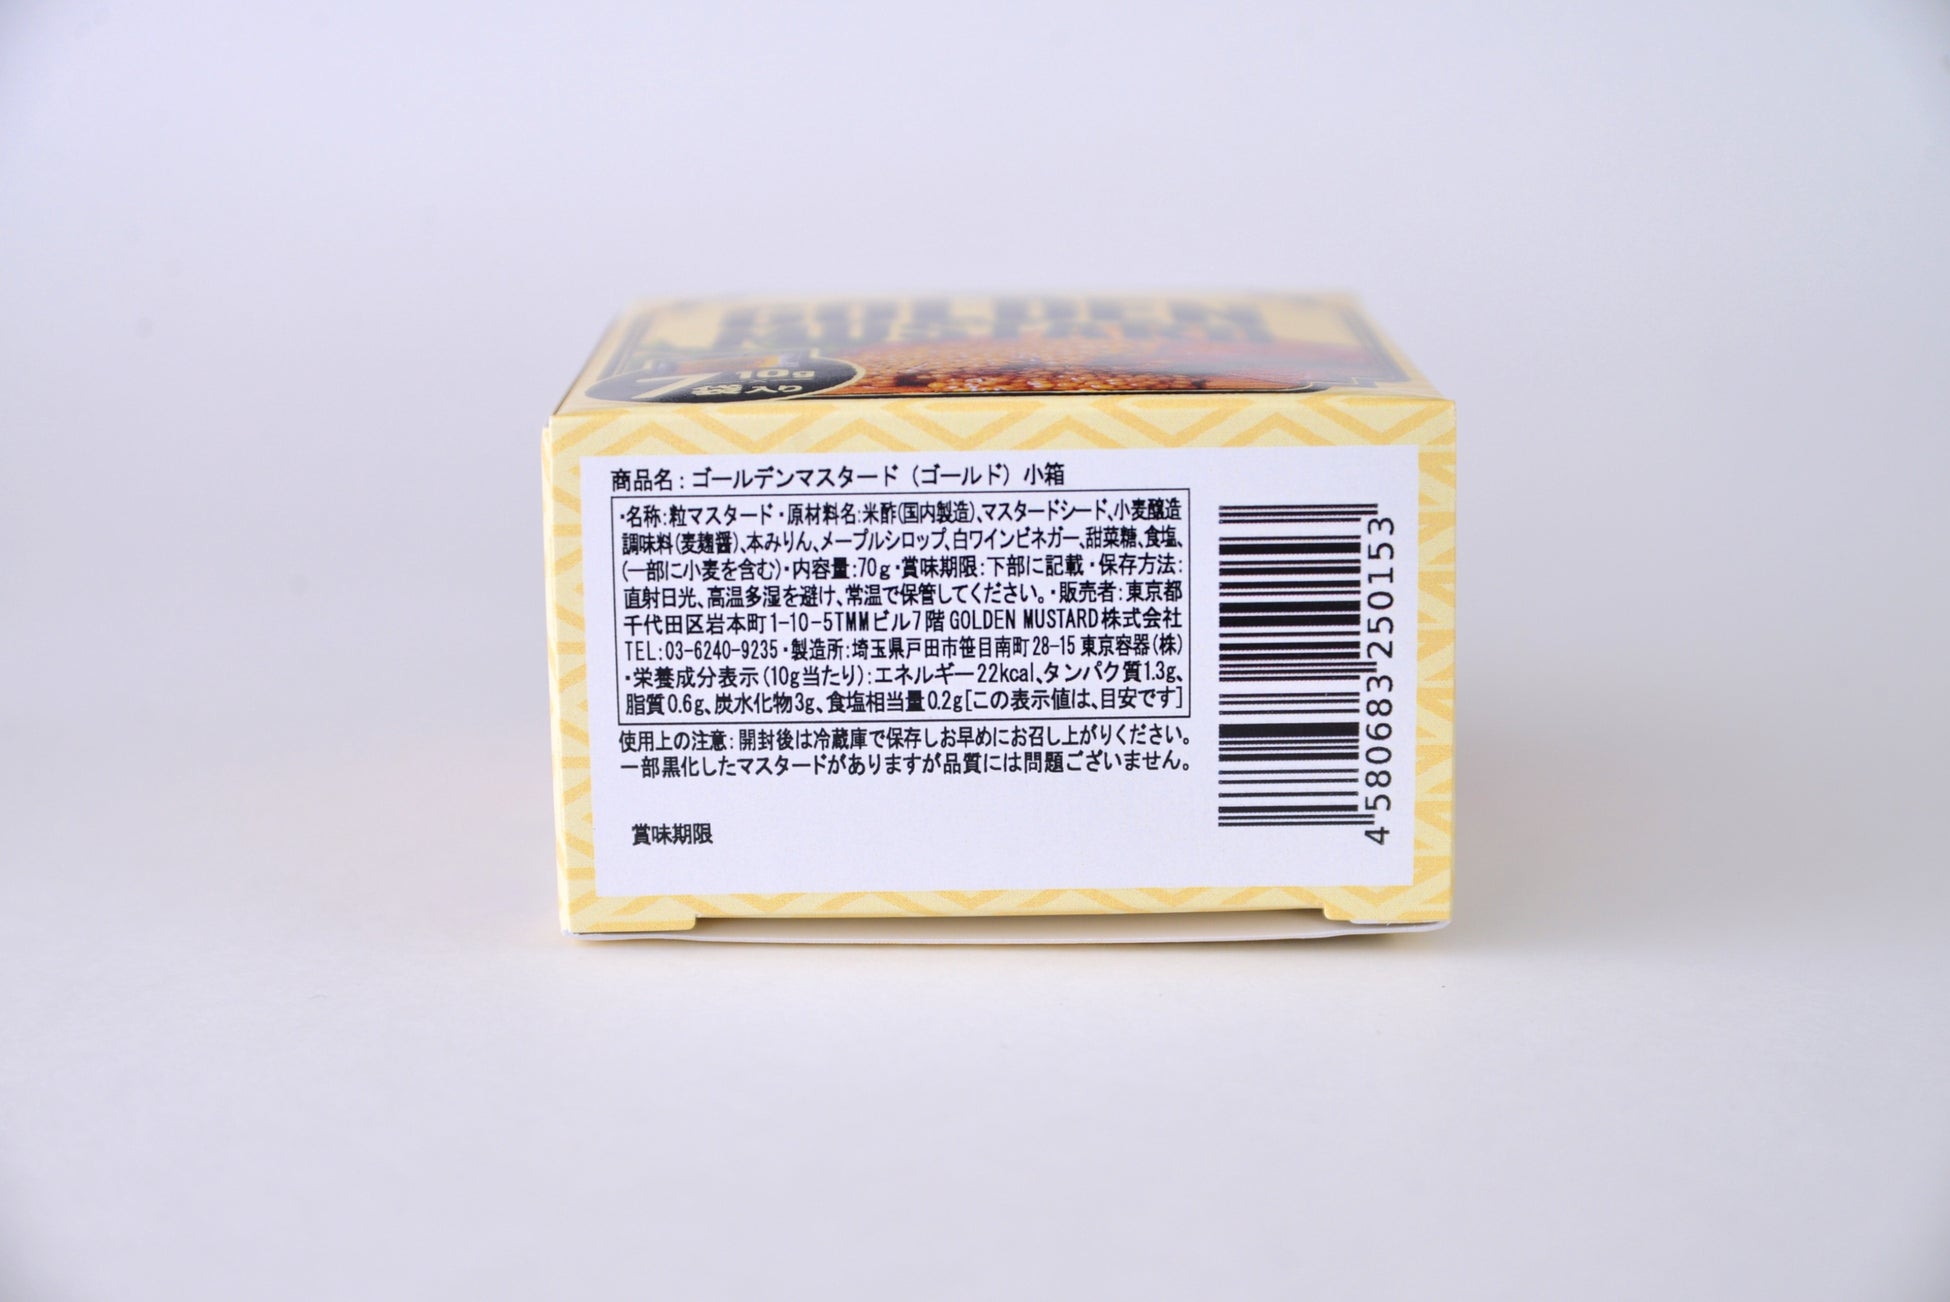 GOLDEN
MUSTARD
10g
7袋入り
商品名：ゴールデンマスタード（ゴールド）小箱
・名称:粒マスタード・原材料名:米酢(国内製造)、マスタードシード、小麦醸造
調味料(麦麹醤)、本みりん、メープルシロップ、白ワインビネガー、甜菜糖、食塩、
(一部に小麦を含む)・内容量:70g・賞味期限:下部に記載・保存方法:
直射日光、高温多湿を避け、常温で保管してください。・販売者:東京都
千代田区岩本町1-10-5TMMビル7階GOLDEN MUSTARD株式会社
TEL:03-6240-9235・製造所:埼玉県戸田市笹目南町28-15東京容器(株)
・栄養成分表示(10g当たり):エネルギー22kcal、タンパク質1.3g、
脂質0.6g、炭水化物3g、食塩相当量0.2g[この表示値は、目安です]
使用上の注意:開封後は冷蔵庫で保存しお早めにお召し上がりください。
一部黒化したマスタードがありますが品質には問題ございません。
賞味期限
4580683250153